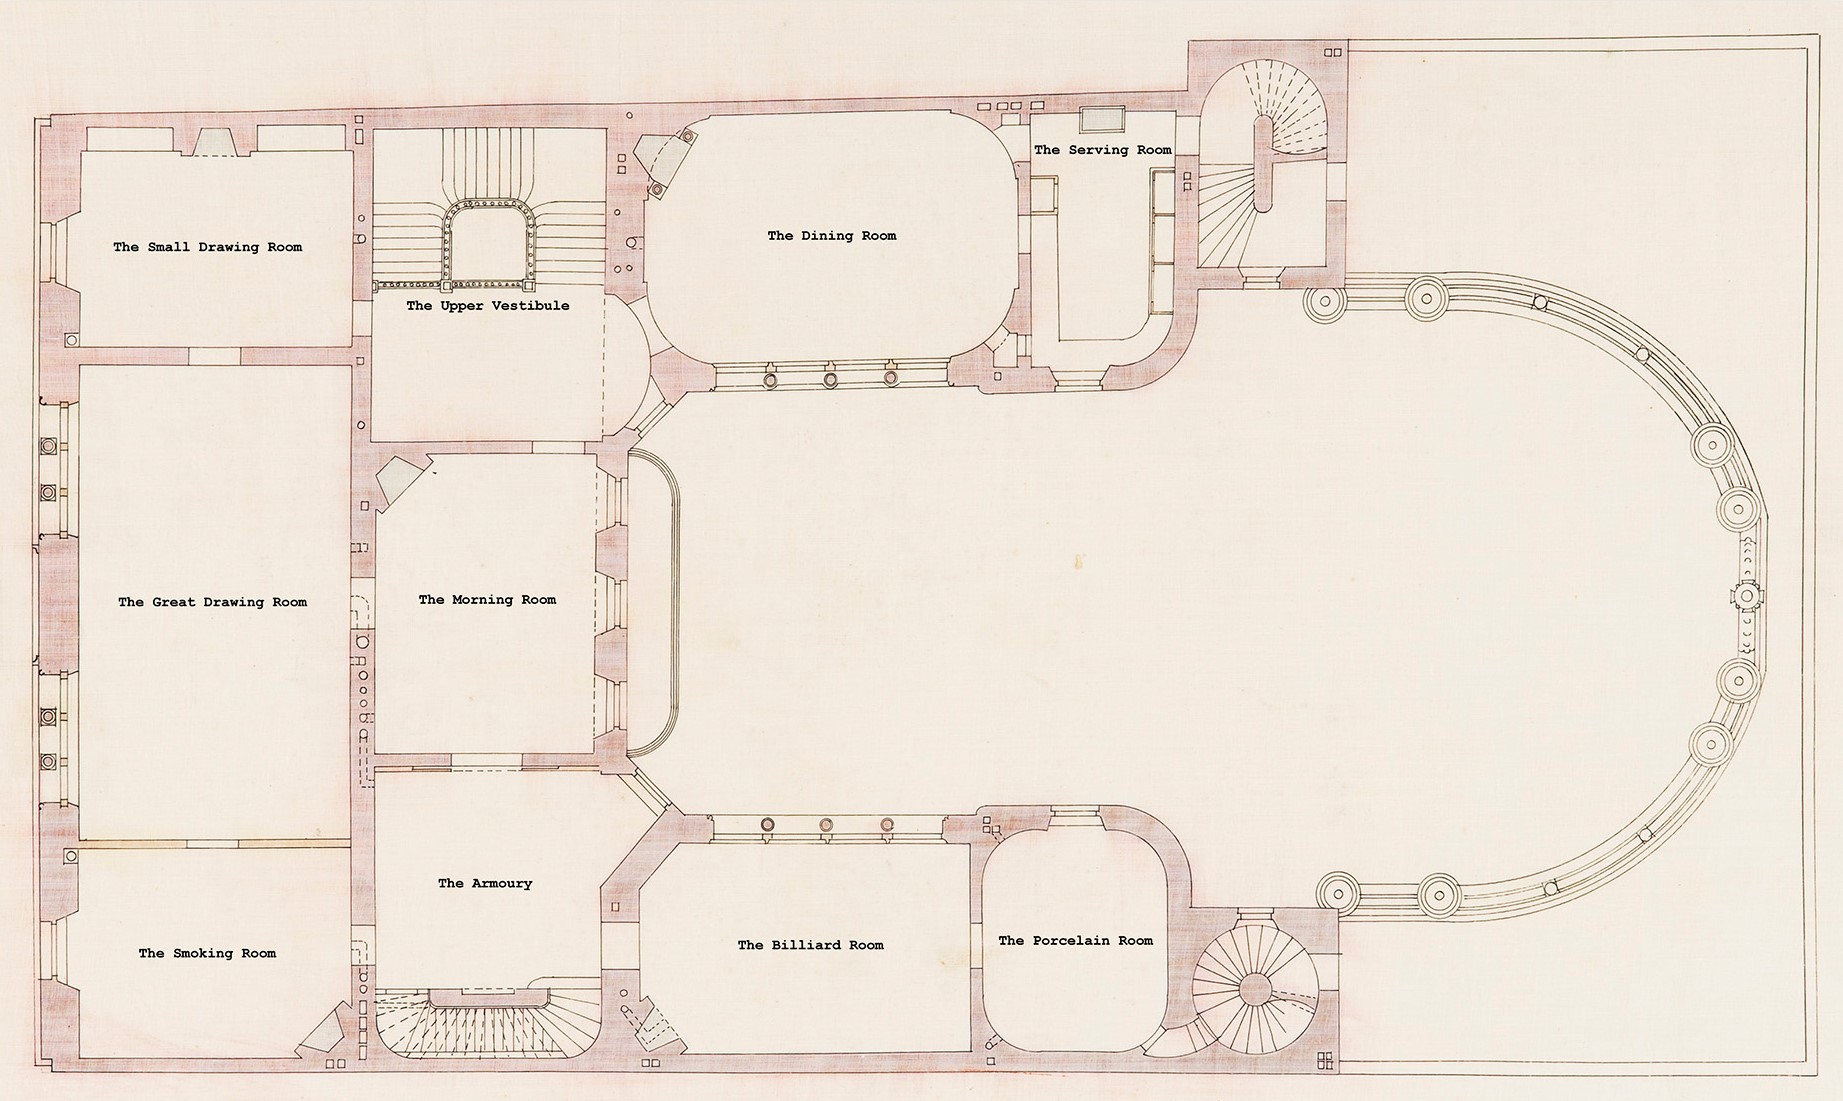 The Serving Room
The Dining Room
The Small Drawing Room
The Upper Vestibule
The Great Drawing Room
The Morning Room
The Armoury
The Smoking Room
The Billiard Room
The Porcelain Room